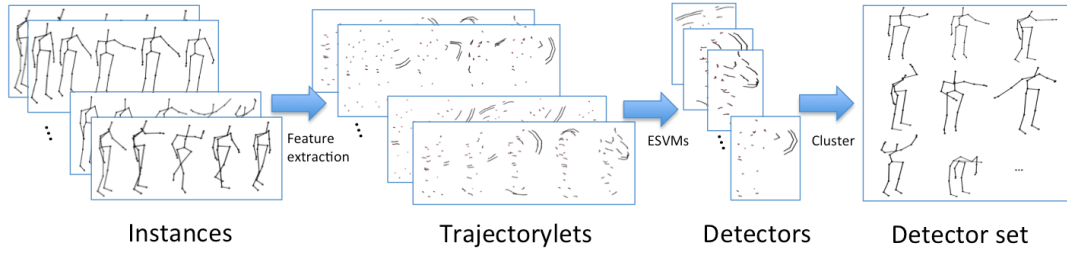 Feature
extraction
ESVMs
Cluster
...
Instances
Trajectorylets
Detectors
Detector set